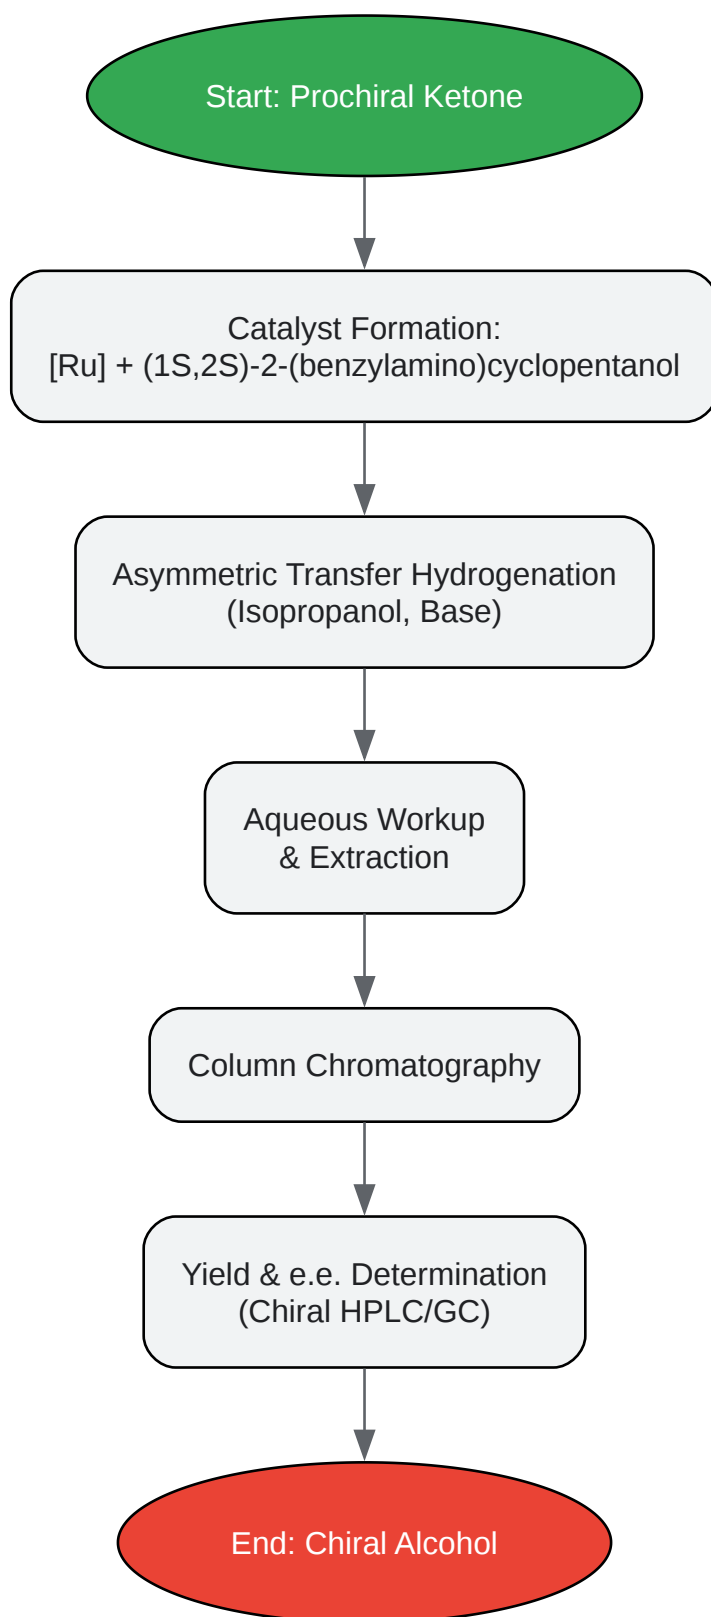 Start: Prochiral Ketone
Catalyst Formation:
[Ru] + (1S,2S)-2-(benzylamino)cyclopentanol
Asymmetric Transfer Hydrogenation
(Isopropanol, Base)
Aqueous Workup
& Extraction
Column Chromatography
Yield & e.e. Determination
(Chiral HPLC/GC)
End: Chiral Alcohol